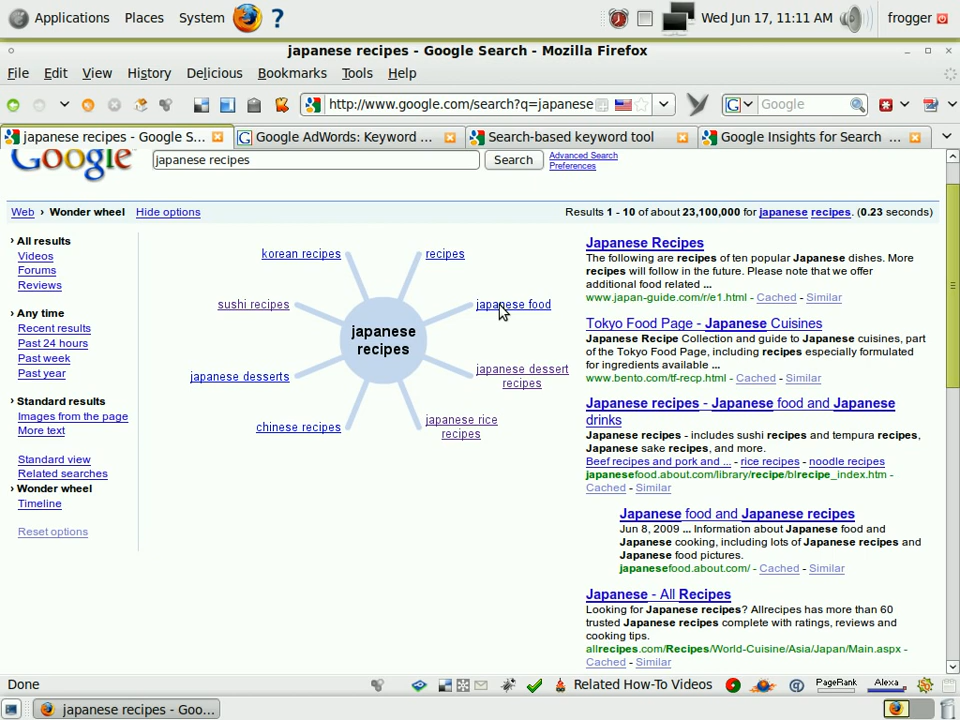 Applications Places System ? Wed Jun 17, 11:11 AM frogger
japanese recipes - Google Search - Mozilla Firefox
File Edit View History Delicious Bookmarks Tools Help
http://www.google.com/search?q=japanese Google
japanese recipes - Google S... Google AdWords: Keyword ... Search-based keyword tool Google Insights for Search ...
Google japanese recipes Search Advanced Search
Preferences
Web › Wonder wheel Hide options Results 1 - 10 of about 23,100,000 for japanese recipes. (0.23 seconds)
› All results
Videos
Forums
Reviews
› Any time
Recent results
Past 24 hours
Past week
Past year
› Standard results
Images from the page
More text
Standard view
Related searches
› Wonder wheel
Timeline
Reset options
korean recipes
recipes
sushi recipes
japanese food
japanese
recipes
japanese desserts
japanese dessert
recipes
chinese recipes
japanese rice
recipes
Japanese Recipes
The following are recipes of ten popular Japanese dishes. More
recipes will follow in the future. Please note that we offer
additional food related ...
www.japan-guide.com/r/e1.html - Cached - Similar
Tokyo Food Page - Japanese Cuisines
Japanese Recipe Collection and guide to Japanese cuisines, part
of the Tokyo Food Page, including recipes especially formulated
for ingredients available ...
www.bento.com/tf-recp.html - Cached - Similar
Japanese recipes - Japanese food and Japanese
drinks
Japanese recipes - includes sushi recipes and tempura recipes,
Japanese sake recipes, and more.
Beef recipes and pork and ... - rice recipes - noodle recipes
japanesefood.about.com/library/recipe/blrecipe_index.htm -
Cached - Similar
Japanese food and Japanese recipes
Jun 8, 2009 ... Information about Japanese food and
Japanese cooking, including lots of Japanese recipes and
Japanese food pictures.
japanesefood.about.com/ - Cached - Similar
Japanese - All Recipes
Looking for Japanese recipes? Allrecipes has more than 60
trusted Japanese recipes complete with ratings, reviews and
cooking tips.
allrecipes.com/Recipes/World-Cuisine/Asia/Japan/Main.aspx -
Cached - Similar
Done Related How-To Videos PageRank Alexa
japanese recipes - Goo...